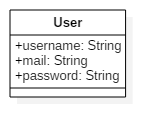 User
+username: String
+mail: String
+password: String